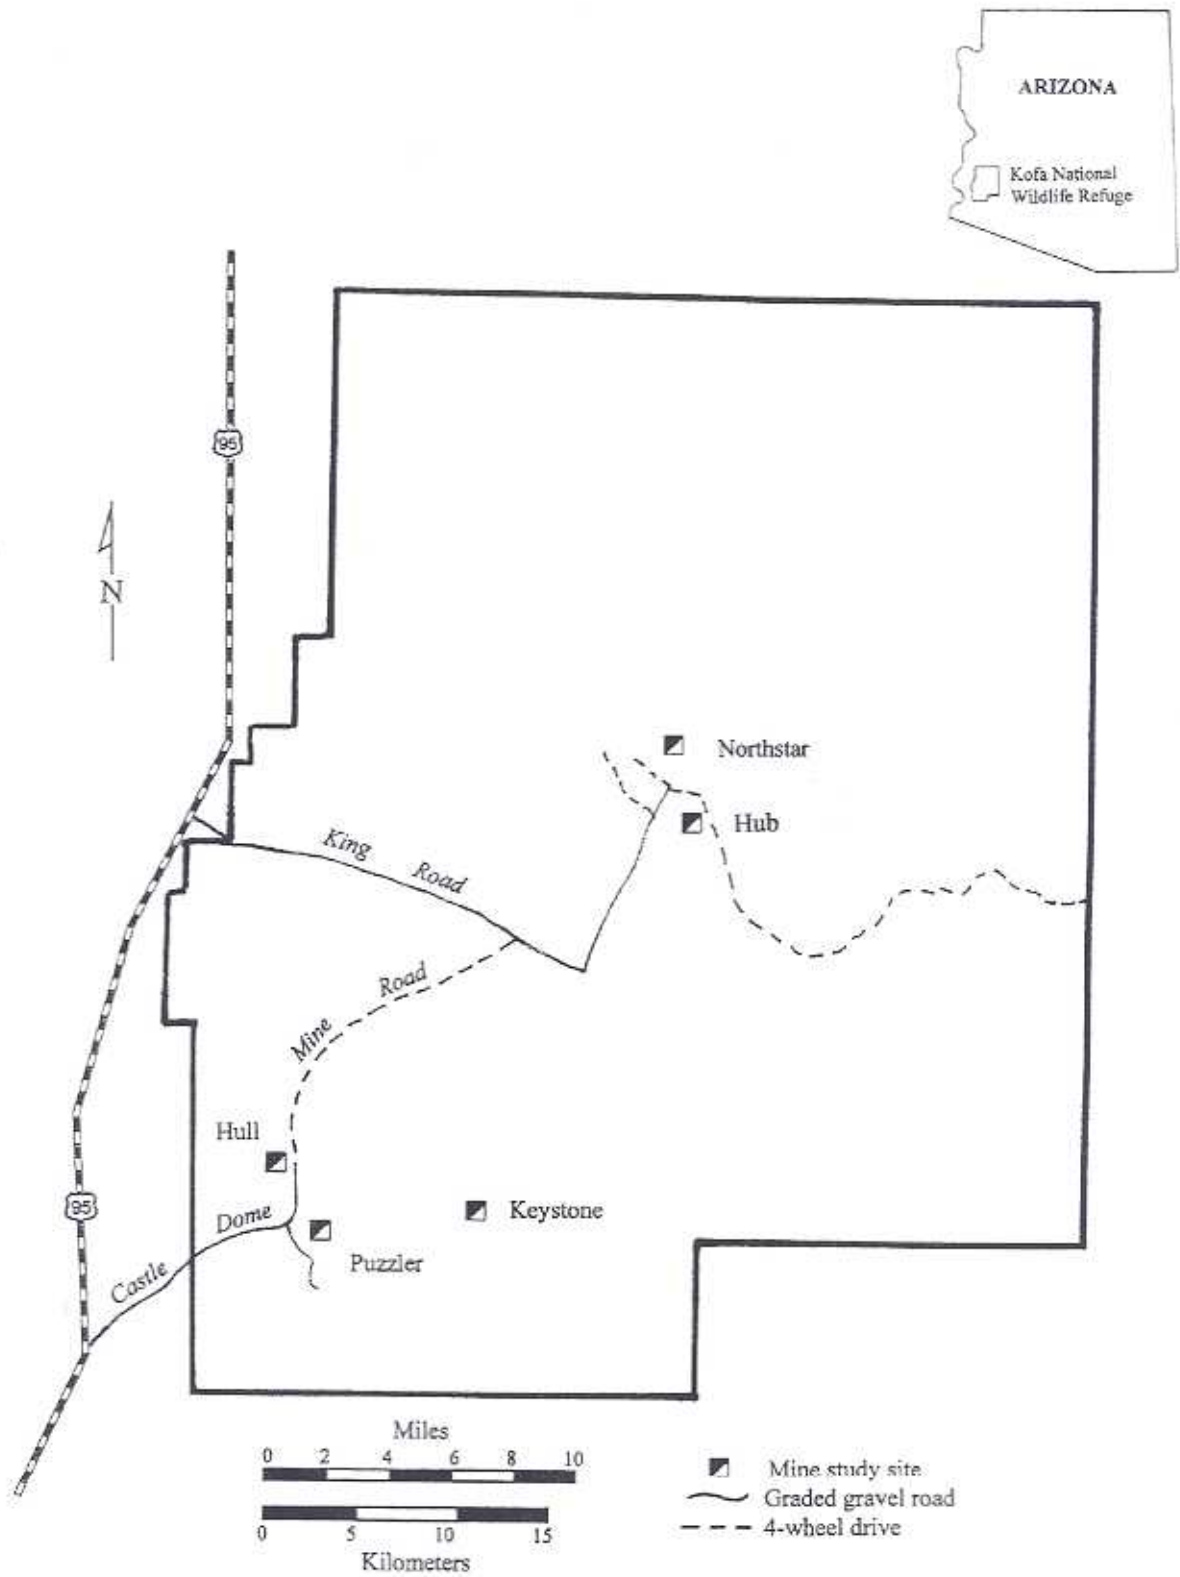 ARIZONA
Kofa National
Wildlife Refuge
95
N
Northstar
Hub
King Road
Mine Road
Hull
Keystone
95
Castle Dome
Puzzler
Miles
0 2 4 6 8 10
0 5 10 15
Kilometers
Mine study site
Graded gravel road
4-wheel drive